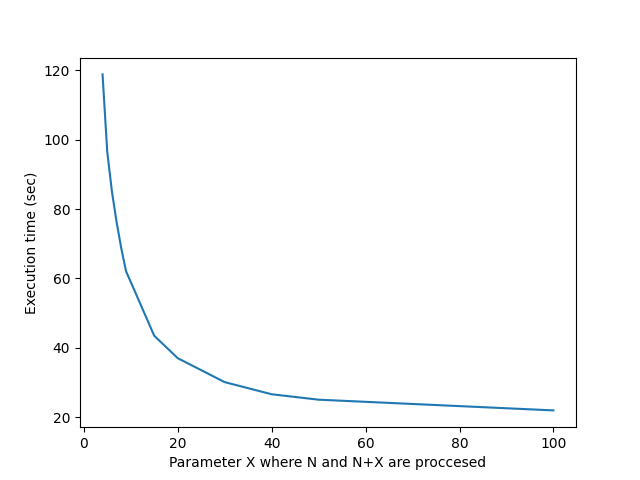 120
100
80
60
40
20
Execution time (sec)
0 20 40 60 80 100
Parameter X where N and N+X are proccesed